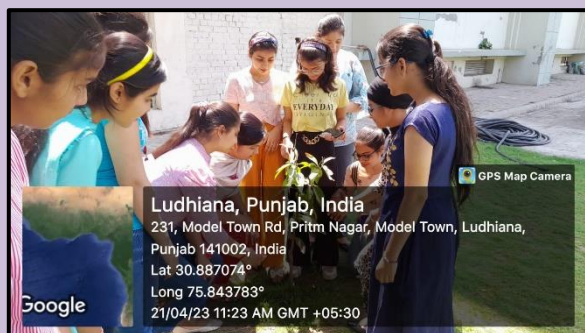 EVERYDAY
GPS Map Camera
Ludhiana, Punjab, India
231, Model Town Rd, Pritm Nagar, Model Town, Ludhiana,
Punjab 141002, India
Lat 30.887074°
Long 75.843783°
21/04/23 11:23 AM GMT +05:30
Google